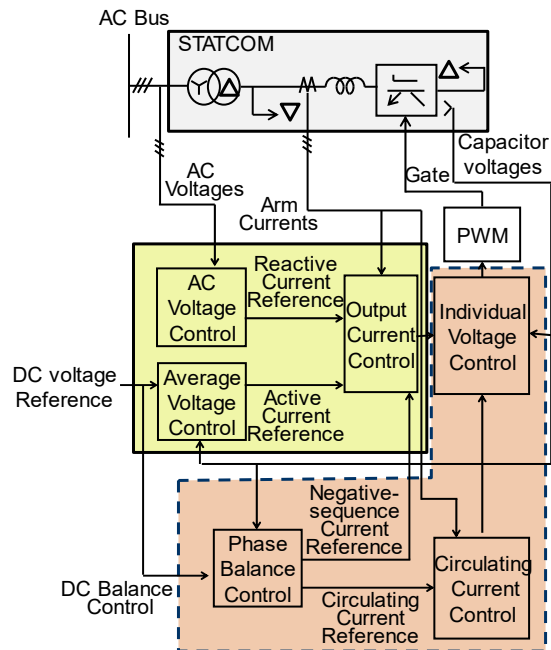 AC Bus
STATCOM
Capacitor
voltages
Gate
AC
Voltages
Arm
Currents
PWM
Reactive
Current
Reference
AC
Voltage
Control
Output
Current
Control
Individual
Voltage
Control
DC voltage
Reference
Average
Voltage
Control
Active
Current
Reference
Negative-
sequence
Current
Reference
Phase
Balance
Control
DC Balance
Control
Circulating
Current
Reference
Circulating
Current
Control